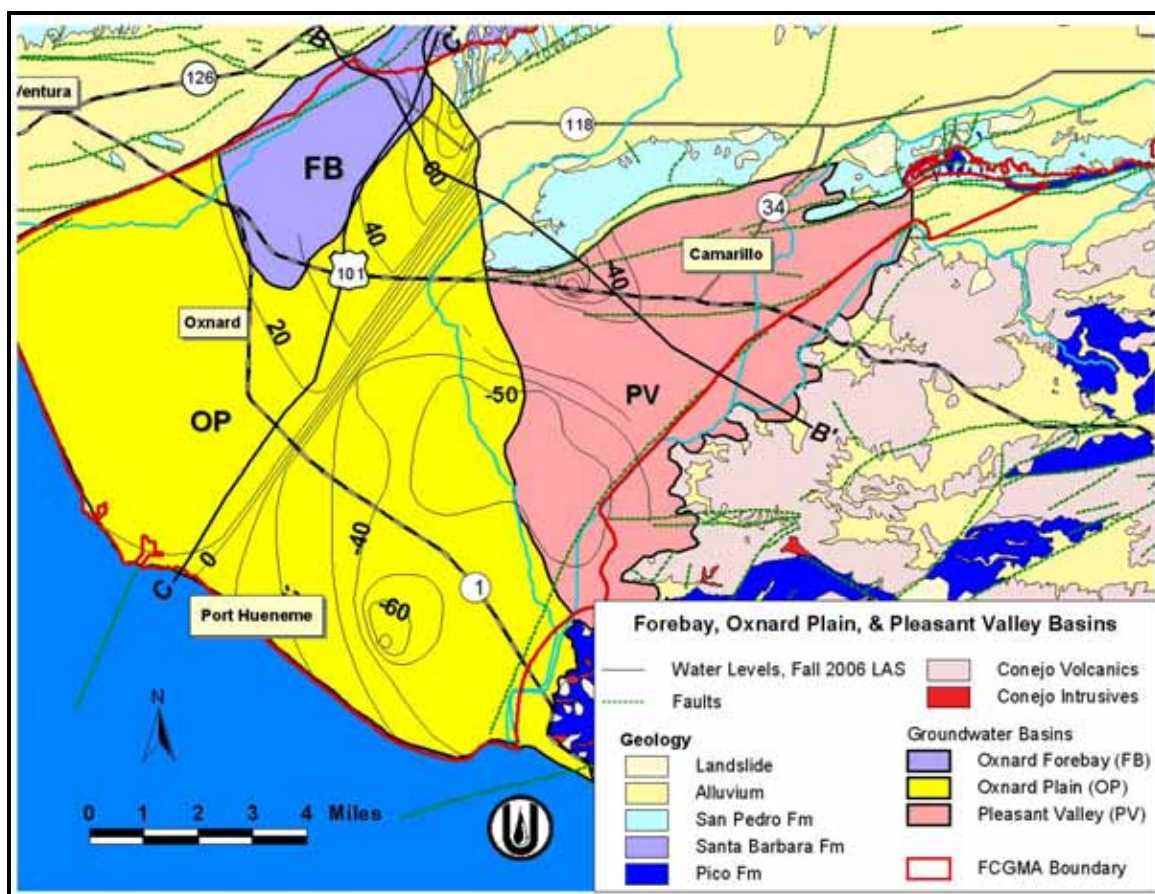 B
C'
126
Ventura
118
FB
60
34
40
Camarillo
-40
101
Oxnard
20
-50
OP
PV
B'
-40
0
C
1
-60
Port Hueneme
N
0 1 2 3 4 Miles
Forebay, Oxnard Plain, & Pleasant Valley Basins
Water Levels, Fall 2006 LAS
Faults
Geology
Landslide
Alluvium
San Pedro Fm
Santa Barbara Fm
Pico Fm
Conejo Volcanics
Conejo Intrusives
Groundwater Basins
Oxnard Forebay (FB)
Oxnard Plain (OP)
Pleasant Valley (PV)
FCGMA Boundary